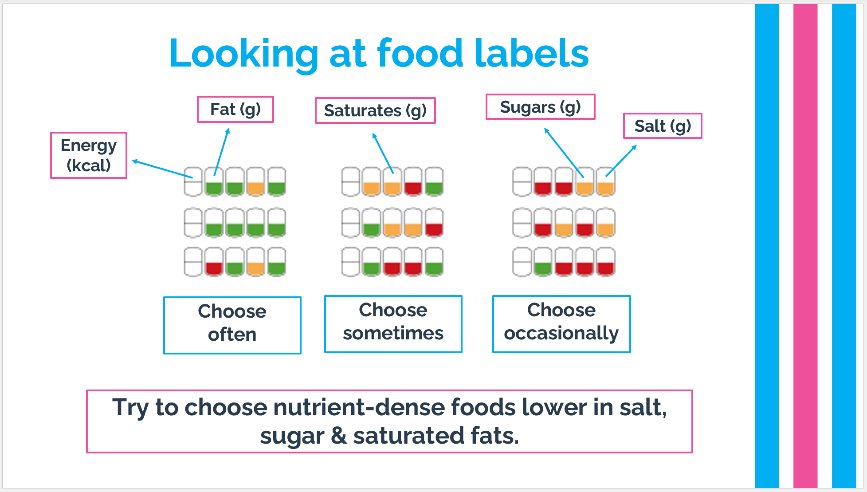 Looking at food labels
Fat (g)
Saturates (g)
Sugars (g)
Salt (g)
Energy
(kcal)
Choose
often
Choose
sometimes
Choose
occasionally
Try to choose nutrient-dense foods lower in salt,
sugar & saturated fats.